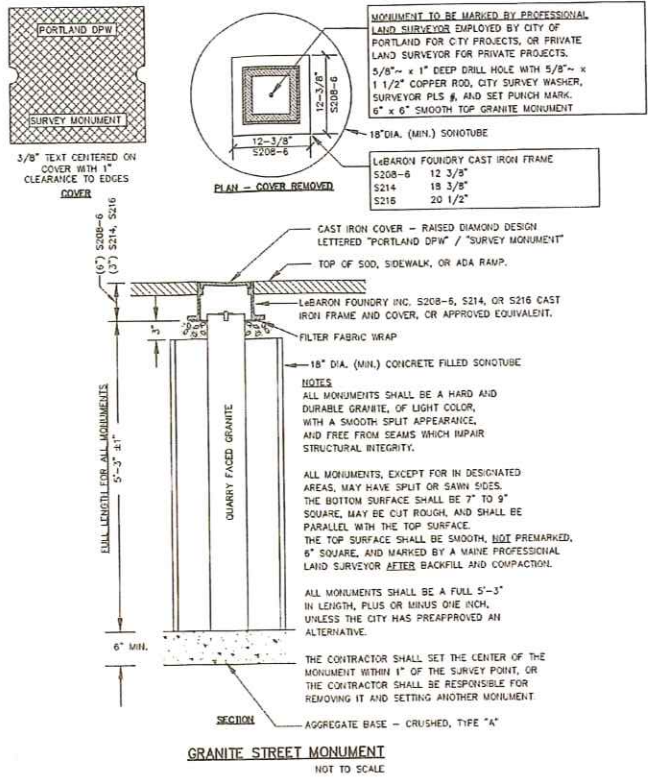 PORTLAND DPW
SURVEY MONUMENT
3/8" TEXT CENTERED ON
COVER WITH 1"
CLEARANCE TO EDGES
COVER
12-3/8"
S208-6
12-3/8"
S208-6
PLAN - COVER REMOVED
MONUMENT TO BE MARKED BY PROFESSIONAL
LAND SURVEYOR EMPLOYED BY CITY OF
PORTLAND FOR CITY PROJECTS, OR PRIVATE
LAND SURVEYOR FOR PRIVATE PROJECTS.
5/8"~ x 1" DEEP DRILL HOLE WITH 5/8"~ x
1 1/2" COPPER ROD, CITY SURVEY WASHER,
SURVEYOR PLS #, AND SET PUNCH MARK.
6" x 6" SMOOTH TOP GRANITE MONUMENT
18"DIA. (MIN.) SONOTUBE
LeBARON FOUNDRY CAST IRON FRAME
S208-6 12 3/8"
S214 18 3/8"
S216 20 1/2"
(6") S208-6
(3") S214, S216
CAST IRON COVER - RAISED DIAMOND DESIGN
LETTERED "PORTLAND DPW" / "SURVEY MONUMENT"
TOP OF SOD, SIDEWALK, OR ADA RAMP.
LeBARON FOUNDRY INC. S208-6, S214, OR S216 CAST
IRON FRAME AND COVER, OR APPROVED EQUIVALENT.
FILTER FABRIC WRAP
3"
18" DIA. (MIN.) CONCRETE FILLED SONOTUBE
FULL LENGTH FOR ALL MONUMENTS
5'-3" ±1"
QUARRY FACED GRANITE
NOTES
ALL MONUMENTS SHALL BE A HARD AND
DURABLE GRANITE, OF LIGHT COLOR,
WITH A SMOOTH SPLIT APPEARANCE,
AND FREE FROM SEAMS WHICH IMPAIR
STRUCTURAL INTEGRITY.
ALL MONUMENTS, EXCEPT FOR IN DESIGNATED
AREAS, MAY HAVE SPLIT OR SAWN SIDES.
THE BOTTOM SURFACE SHALL BE 7" TO 9"
SQUARE, MAY BE CUT ROUGH, AND SHALL BE
PARALLEL WITH THE TOP SURFACE.
THE TOP SURFACE SHALL BE SMOOTH, NOT PREMARKED,
6" SQUARE, AND MARKED BY A MAINE PROFESSIONAL
LAND SURVEYOR AFTER BACKFILL AND COMPACTION.
ALL MONUMENTS SHALL BE A FULL 5'-3"
IN LENGTH, PLUS OR MINUS ONE INCH,
UNLESS THE CITY HAS PREAPPROVED AN
ALTERNATIVE.
6" MIN.
THE CONTRACTOR SHALL SET THE CENTER OF THE
MONUMENT WITHIN 1" OF THE SURVEY POINT, OR
THE CONTRACTOR SHALL BE RESPONSIBLE FOR
REMOVING IT AND SETTING ANOTHER MONUMENT
SECTION
AGGREGATE BASE - CRUSHED, TYPE "A"
GRANITE STREET MONUMENT
NOT TO SCALE